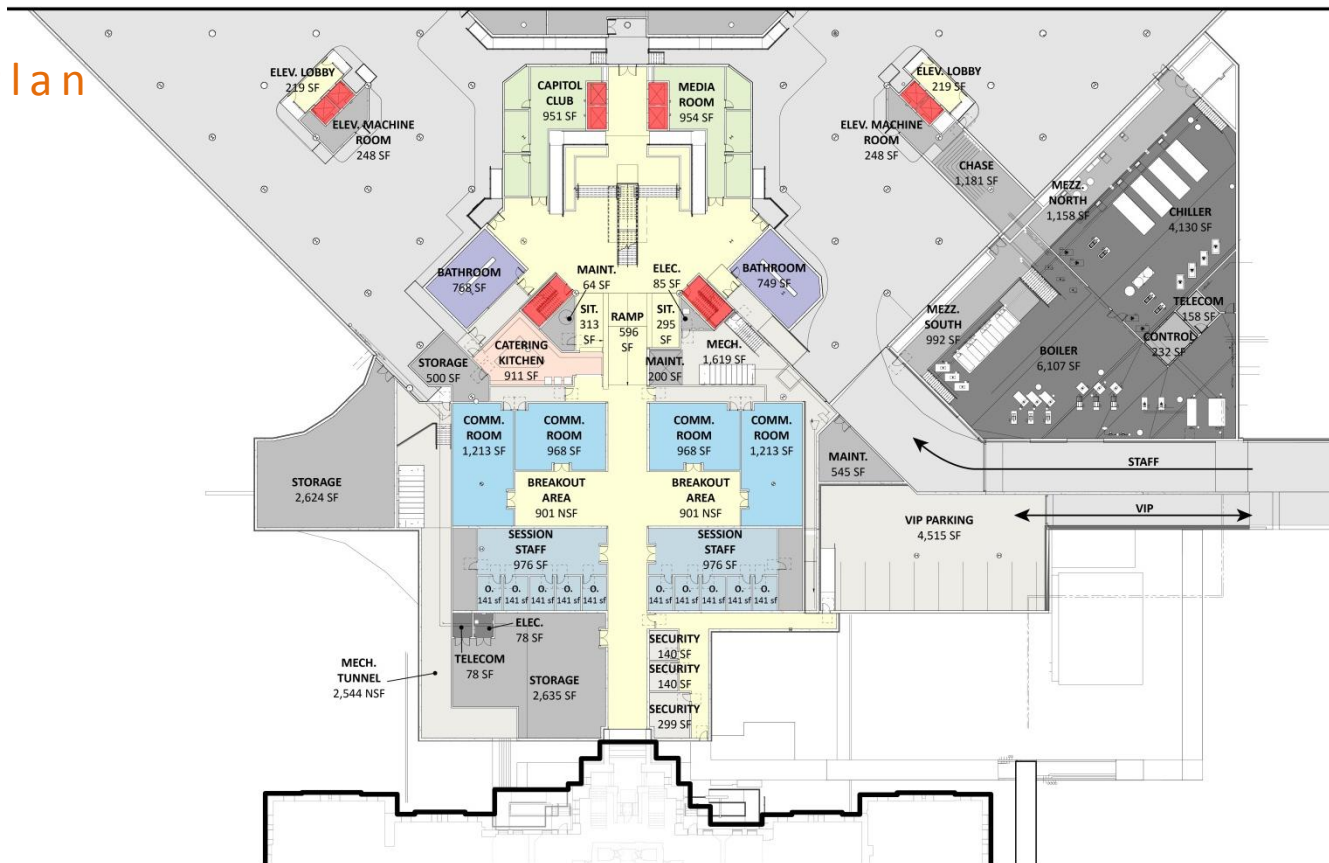 lan
ELEV. LOBBY
219 SF
ELEV. MACHINE
ROOM
248 SF
CAPITOL
CLUB
951 SF
MEDIA
ROOM
954 SF
ELEV. LOBBY
219 SF
ELEV. MACHINE
ROOM
248 SF
CHASE
1,181 SF
MEZZ.
NORTH
1,158 SF
CHILLER
4,130 SF
BATHROOM
768 SF
MAINT.
64 SF
ELEC.
85 SF
BATHROOM
749 SF
SIT.
313
SF
RAMP
596
SF
SIT.
295
SF
MECH.
1,619 SF
MEZZ.
SOUTH
992 SF
TELECOM
158 SF
CONTROL
232 SF
BOILER
6,107 SF
STORAGE
500 SF
CATERING
KITCHEN
911 SF
MAINT.
200 SF
COMM.
ROOM
1,213 SF
COMM.
ROOM
968 SF
COMM.
ROOM
968 SF
COMM.
ROOM
1,213 SF
MAINT.
545 SF
STAFF
STORAGE
2,624 SF
BREAKOUT
AREA
901 NSF
BREAKOUT
AREA
901 NSF
VIP
VIP PARKING
4,515 SF
SESSION
STAFF
976 SF
SESSION
STAFF
976 SF
O. O. O. O. O.
141 sf 141 sf 141 sf 141 sf 141 sf
O. O. O. O. O.
141 sf 141 sf 141 sf 141 sf 141 sf
ELEC.
78 SF
TELECOM
78 SF
MECH.
TUNNEL
2,544 NSF
STORAGE
2,635 SF
SECURITY
140 SF
SECURITY
140 SF
SECURITY
299 SF